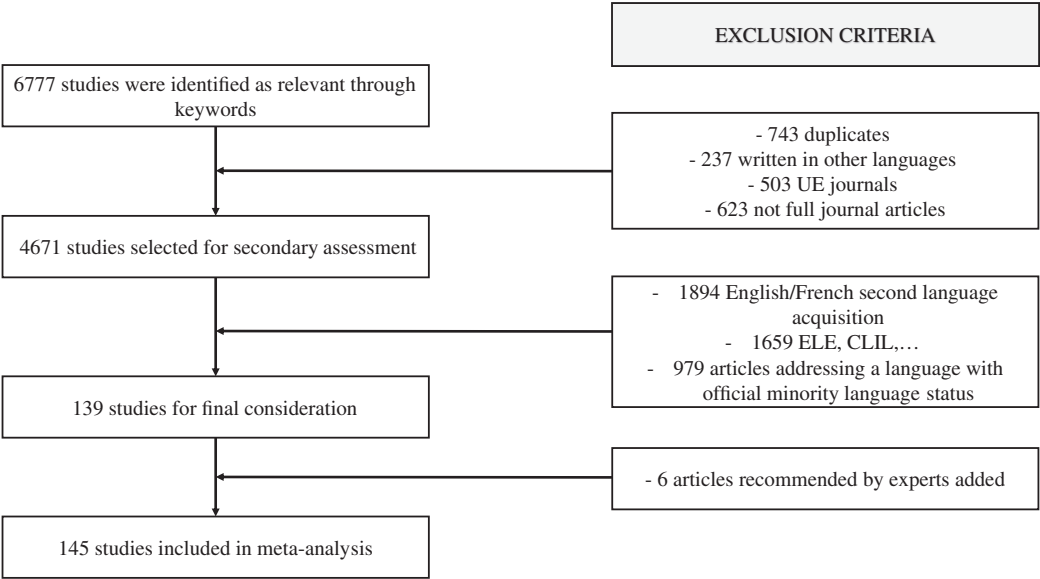 EXCLUSION CRITERIA
6777 studies were identified as relevant through
keywords
- 743 duplicates
- 237 written in other languages
- 503 UE journals
- 623 not full journal articles
4671 studies selected for secondary assessment
- 1894 English/French second language
acquisition
- 1659 ELE, CLIL,…
- 979 articles addressing a language with
official minority language status
139 studies for final consideration
- 6 articles recommended by experts added
145 studies included in meta-analysis